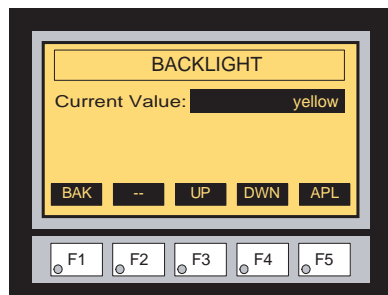 BACKLIGHT
Current Value: yellow
BAK -- UP DWN APL
F1 F2 F3 F4 F5